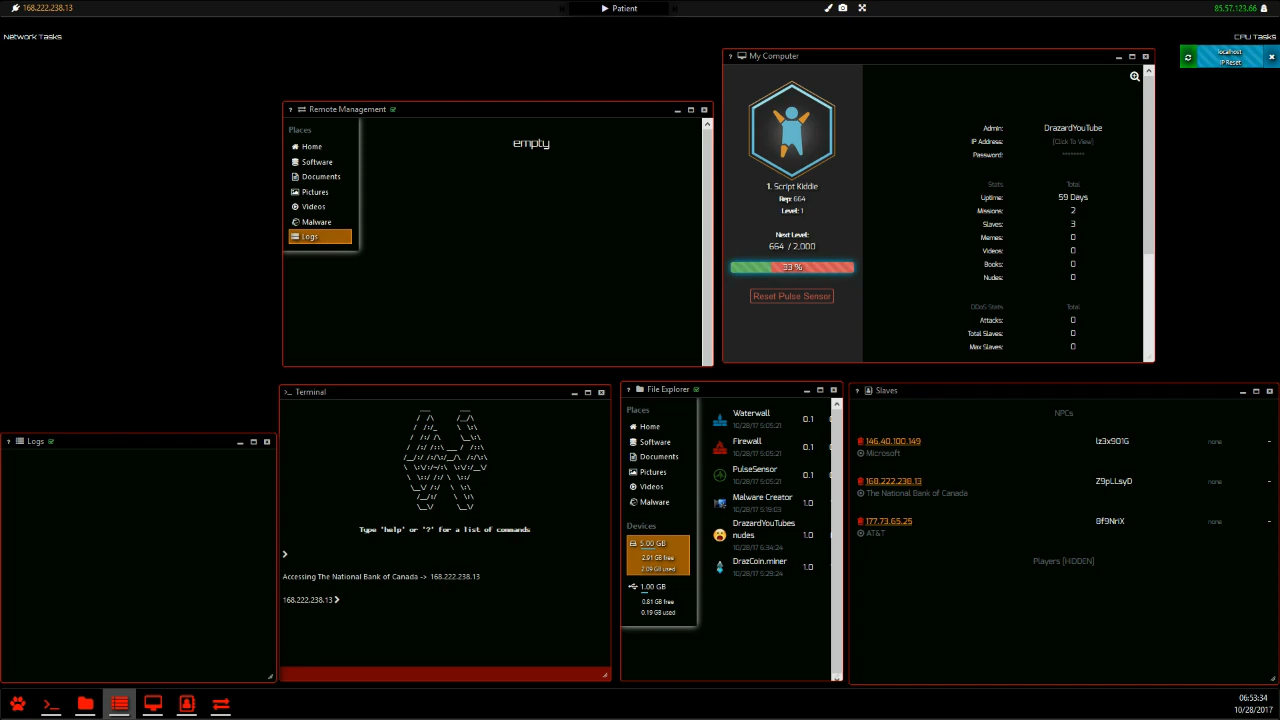 168.222.238.13
Patient
85.57.123.66
Network Tasks
CPU Tasks
localhost
IP Reset
? My Computer
1. Script Kiddie
Rep: 664
Level: 1
Next Level:
664 / 2,000
33 %
Reset Pulse Sensor
Admin: DrazardYouTube
IP Address: [Click To View]
Password: ********
Stats Total
Uptime: 59 Days
Missions: 2
Slaves: 3
Memes: 0
Videos: 0
Books: 0
Nudes: 0
DDoS Stats Total
Attacks: 0
Total Slaves: 0
Max Slaves: 0
? Remote Management
Places
Home
Software
Documents
Pictures
Videos
Malware
Logs
empty
? Logs
>_ Terminal
Type 'help' or '?' for a list of commands
>
Accessing The National Bank of Canada -> 168.222.238.13
168.222.238.13 >
? File Explorer
Places
Home
Software
Documents
Pictures
Videos
Malware
Devices
5.00 GB
2.91 GB free
2.09 GB used
1.00 GB
0.81 GB free
0.19 GB used
Waterwall 0.1
10/28/17 5:05:21
Firewall 0.1
10/28/17 5:05:21
PulseSensor 0.1
10/28/17 5:05:21
Malware Creator 1.0
10/28/17 5:19:03
DrazardYouTubes
nudes 1.0
10/28/17 6:34:24
DrazCoin.miner 1.0
10/28/17 5:29:24
? Slaves
NPCs
146.40.100.149 lz3x901G none -
Microsoft
168.222.238.13 Z9pLLsyD none -
The National Bank of Canada
177.73.65.25 8f9NriX none -
AT&T
Players [HIDDEN]
06:53:34
10/28/2017